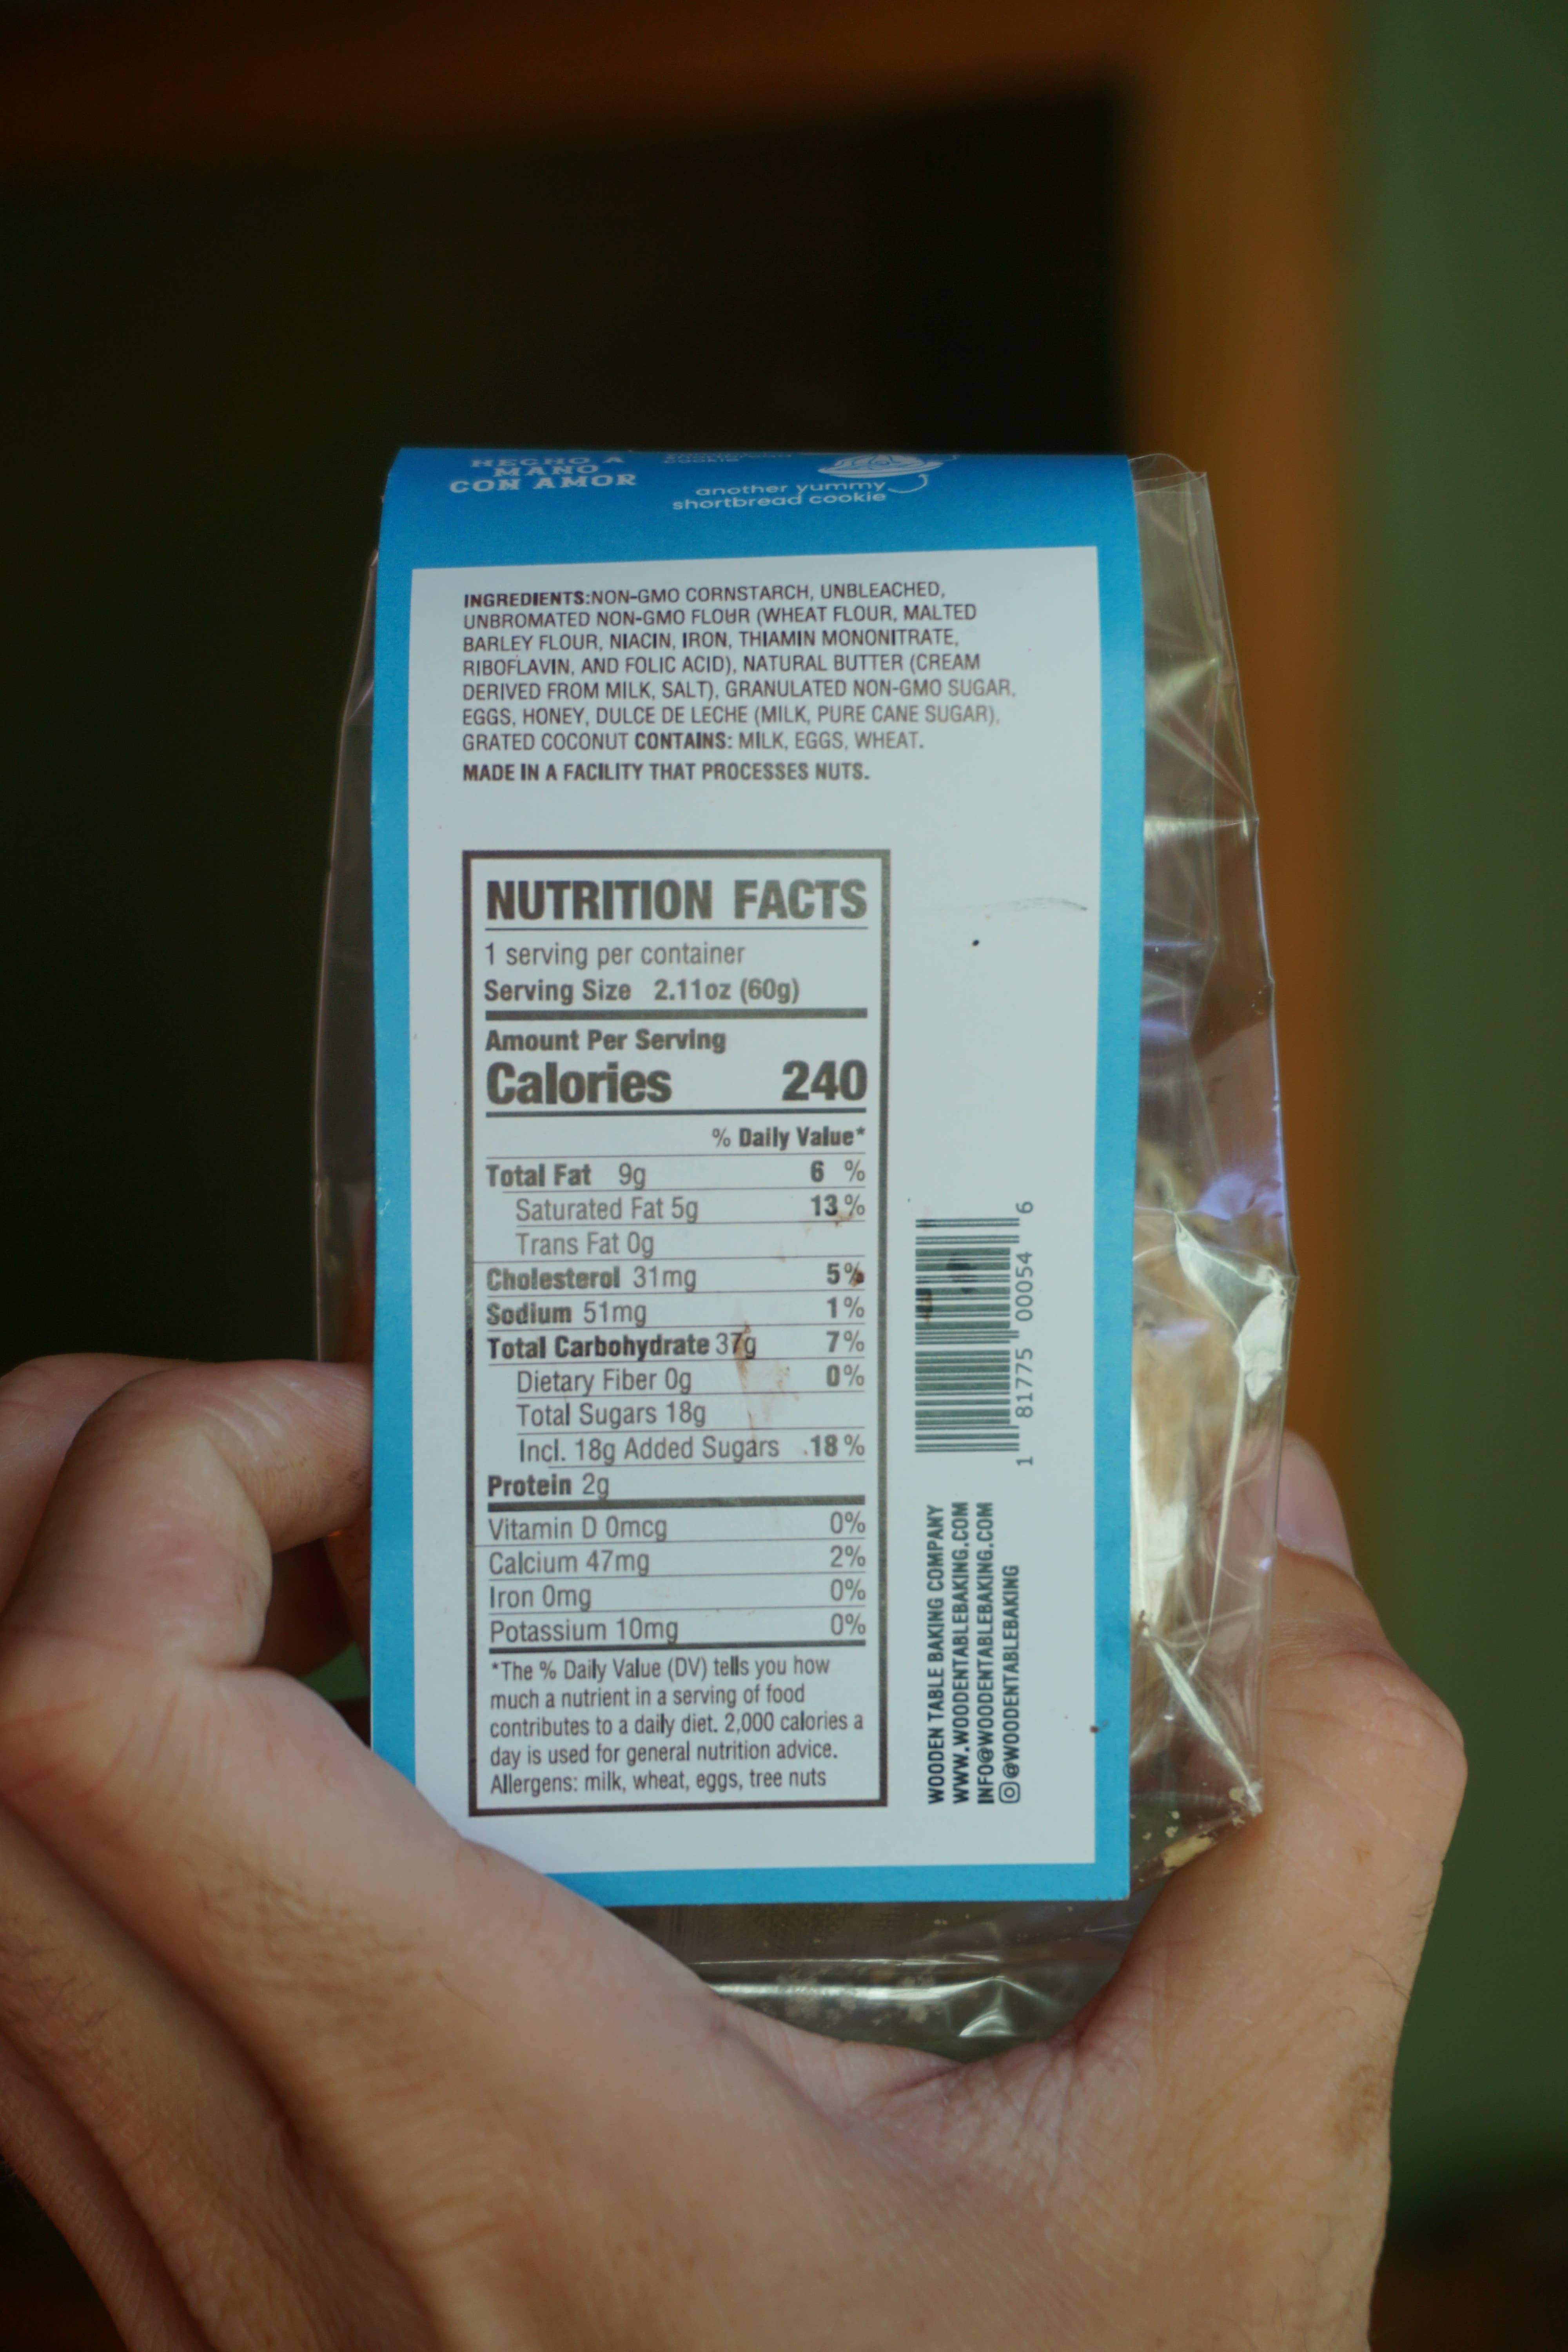 HECHO A
MANO
CON AMOR
cookie
another yummy
shortbread cookie
INGREDIENTS:NON-GMO CORNSTARCH, UNBLEACHED,
UNBROMATED NON-GMO FLOUR (WHEAT FLOUR, MALTED
BARLEY FLOUR, NIACIN, IRON, THIAMIN MONONITRATE,
RIBOFLAVIN, AND FOLIC ACID), NATURAL BUTTER (CREAM
DERIVED FROM MILK, SALT), GRANULATED NON-GMO SUGAR,
EGGS, HONEY, DULCE DE LECHE (MILK, PURE CANE SUGAR),
GRATED COCONUT CONTAINS: MILK, EGGS, WHEAT.
MADE IN A FACILITY THAT PROCESSES NUTS.
NUTRITION FACTS
1 serving per container
Serving Size 2.11oz (60g)
Amount Per Serving
Calories 240
% Daily Value*
Total Fat 9g 6 %
Saturated Fat 5g 13%
Trans Fat 0g
Cholesterol 31mg 5%
Sodium 51mg 1%
Total Carbohydrate 37g 7%
Dietary Fiber 0g 0%
Total Sugars 18g
Incl. 18g Added Sugars 18%
Protein 2g
Vitamin D 0mcg 0%
Calcium 47mg 2%
Iron 0mg 0%
Potassium 10mg 0%
*The % Daily Value (DV) tells you how
much a nutrient in a serving of food
contributes to a daily diet. 2,000 calories a
day is used for general nutrition advice.
Allergens: milk, wheat, eggs, tree nuts
1 81775 00054 6
WOODEN TABLE BAKING COMPANY
WWW.WOODENTABLEBAKING.COM
INFO@WOODENTABLEBAKING.COM
@WOODENTABLEBAKING